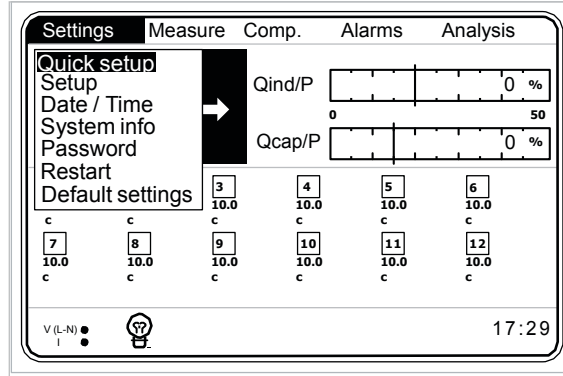 Settings Measure Comp. Alarms Analysis
Quick setup
Setup
Date / Time
System info
Password
Restart
Default settings
Qind/P 0 %
0 50
Qcap/P 0 %
3 4 5 6
10.0 10.0 10.0 10.0
c c c c c c
7 8 9 10 11 12
10.0 10.0 10.0 10.0 10.0 10.0
c c c c c c
V (L-N)
I
17:29